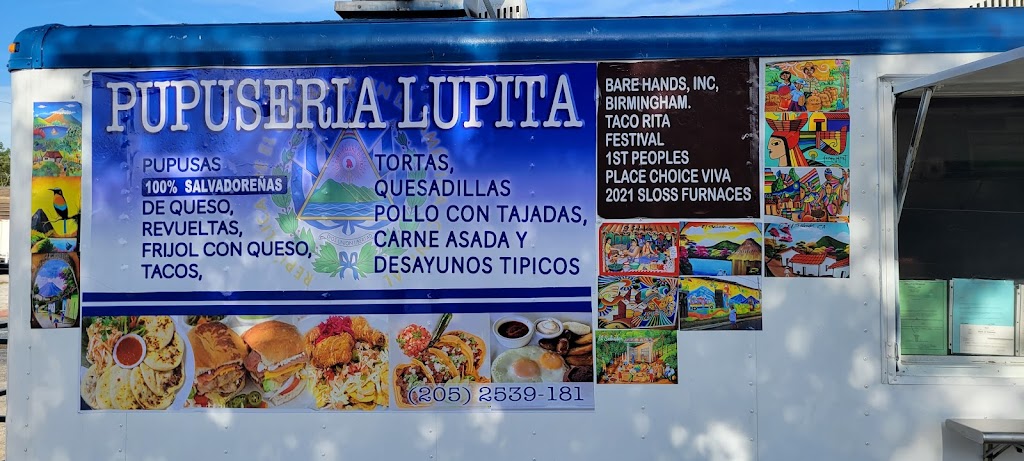 PUPUSERIA LUPITA
PUPUSAS
100% SALVADOREÑAS
DE QUESO,
REVUELTAS,
FRIJOL CON QUESO,
TACOS,
TORTAS,
QUESADILLAS
POLLO CON TAJADAS,
CARNE ASADA Y
DESAYUNOS TIPICOS
(205) 2539-181
BARE HANDS, INC,
BIRMINGHAM.
TACO RITA
FESTIVAL
1ST PEOPLES
PLACE CHOICE VIVA
2021 SLOSS FURNACES